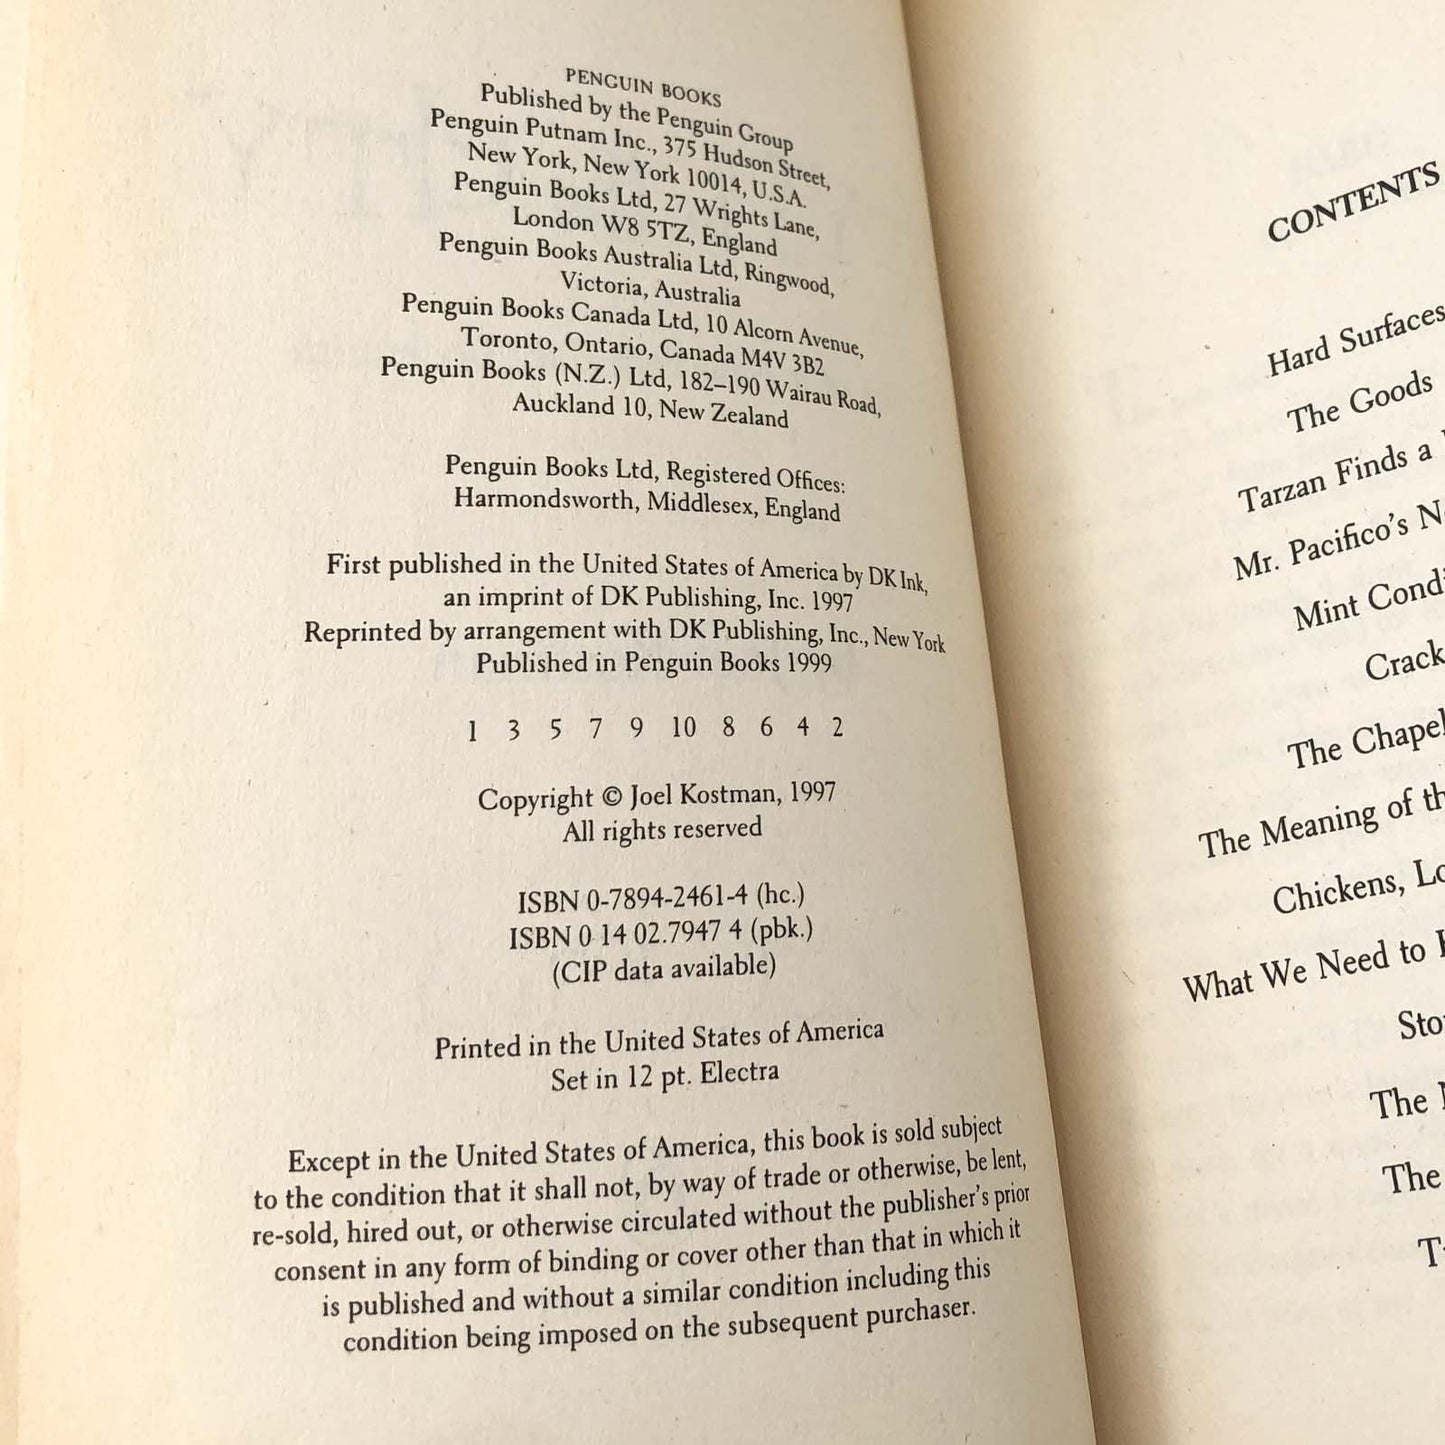 PENGUIN BOOKS
Published by the Penguin Group
Penguin Putnam Inc., 375 Hudson Street,
New York, New York 10014, U.S.A.
Penguin Books Ltd, 27 Wrights Lane,
London W8 5TZ, England
Penguin Books Australia Ltd, Ringwood,
Victoria, Australia
Penguin Books Canada Ltd, 10 Alcorn Avenue,
Toronto, Ontario, Canada M4V 3B2
Penguin Books (N.Z.) Ltd, 182–190 Wairau Road,
Auckland 10, New Zealand
Penguin Books Ltd, Registered Offices:
Harmondsworth, Middlesex, England
First published in the United States of America by DK Ink,
an imprint of DK Publishing, Inc. 1997
Reprinted by arrangement with DK Publishing, Inc., New York
Published in Penguin Books 1999
1 3 5 7 9 10 8 6 4 2
Copyright © Joel Kostman, 1997
All rights reserved
ISBN 0-7894-2461-4 (hc.)
ISBN 0 14 02.7947 4 (pbk.)
(CIP data available)
Printed in the United States of America
Set in 12 pt. Electra
Except in the United States of America, this book is sold subject
to the condition that it shall not, by way of trade or otherwise, be lent,
re-sold, hired out, or otherwise circulated without the publisher's prior
consent in any form of binding or cover other than that in which it
is published and without a similar condition including this
condition being imposed on the subsequent purchaser.
CONTENTS
Hard Surfaces
The Goods
Tarzan Finds a
Mr. Pacifico's
Mint
Crack
The Chapel
The Meaning of
Chickens,
What We Need to
The
The